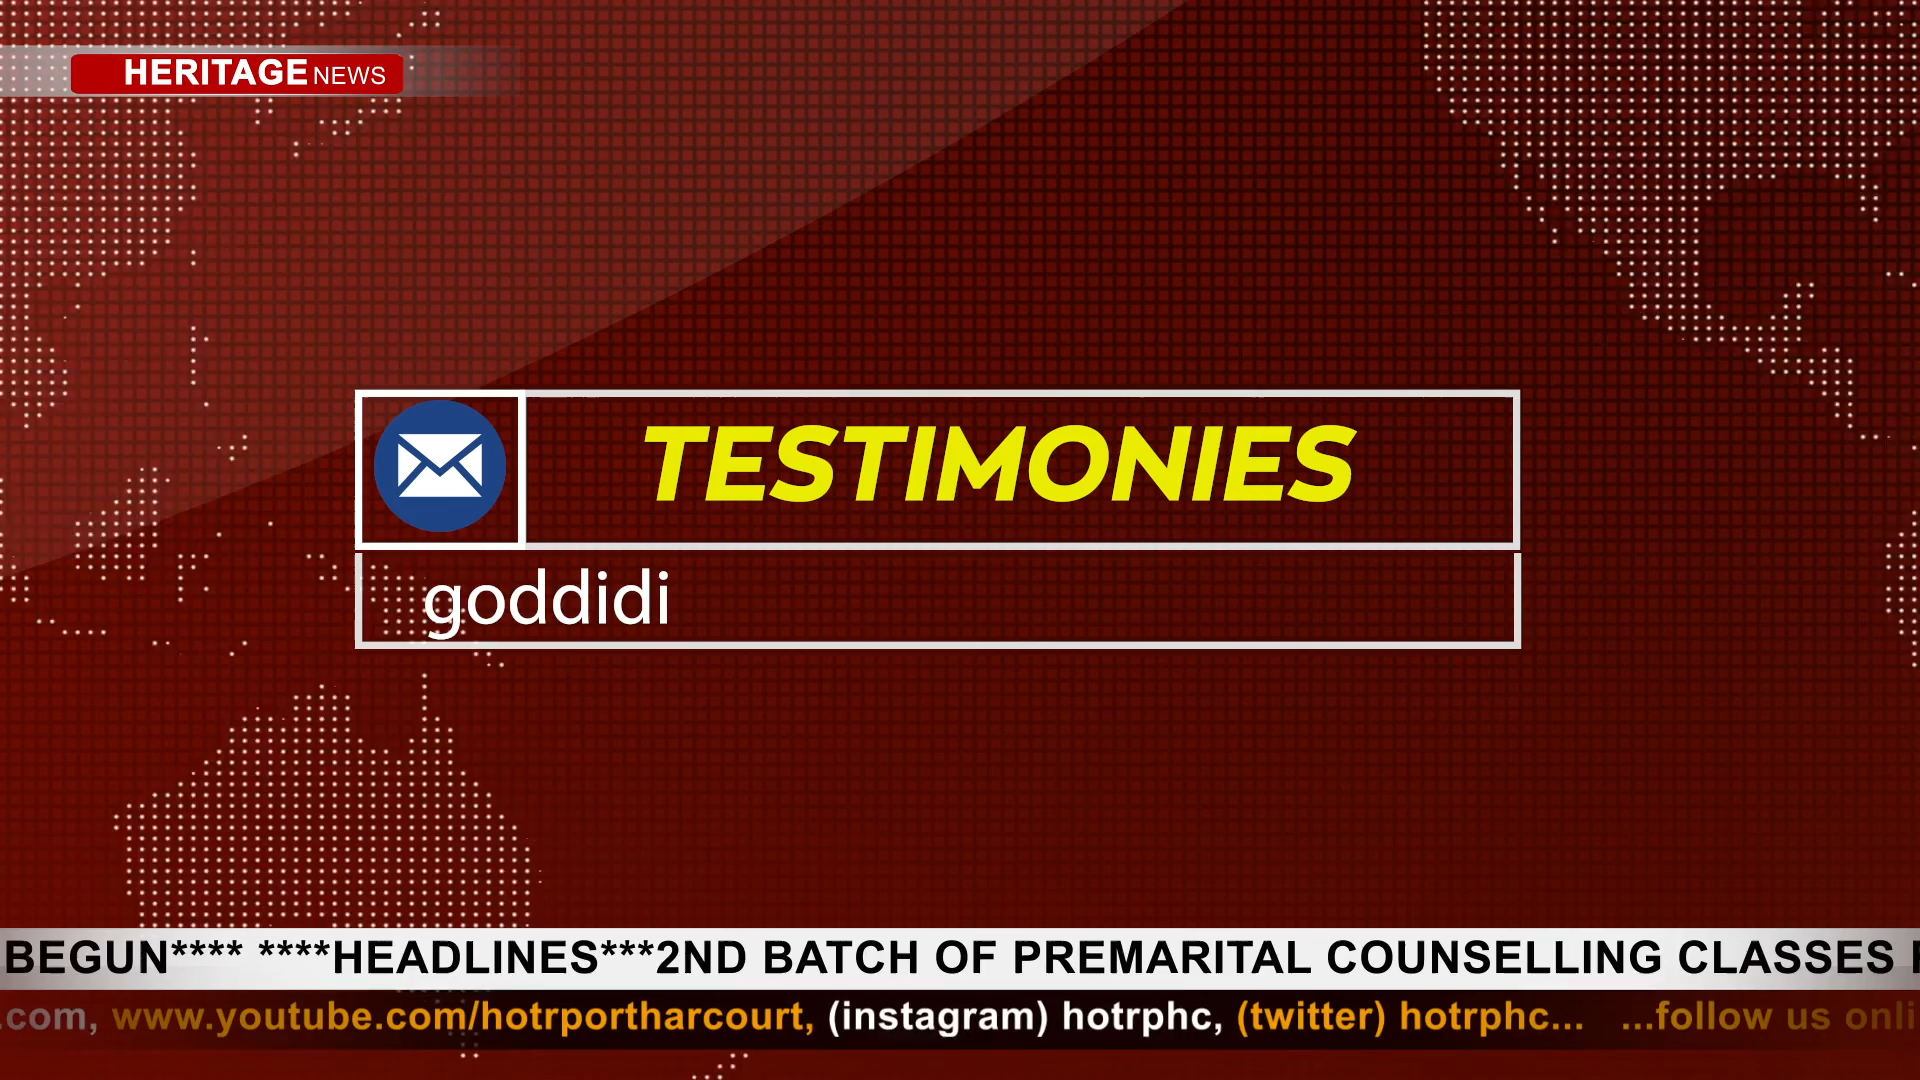 HERITAGE NEWS
TESTIMONIES
goddidi
BEGUN**** ****HEADLINES***2ND BATCH OF PREMARITAL COUNSELLING CLASSES
.com, www.youtube.com/hotrportharcourt, (instagram) hotrphc, (twitter) hotrphc... ...follow us onli